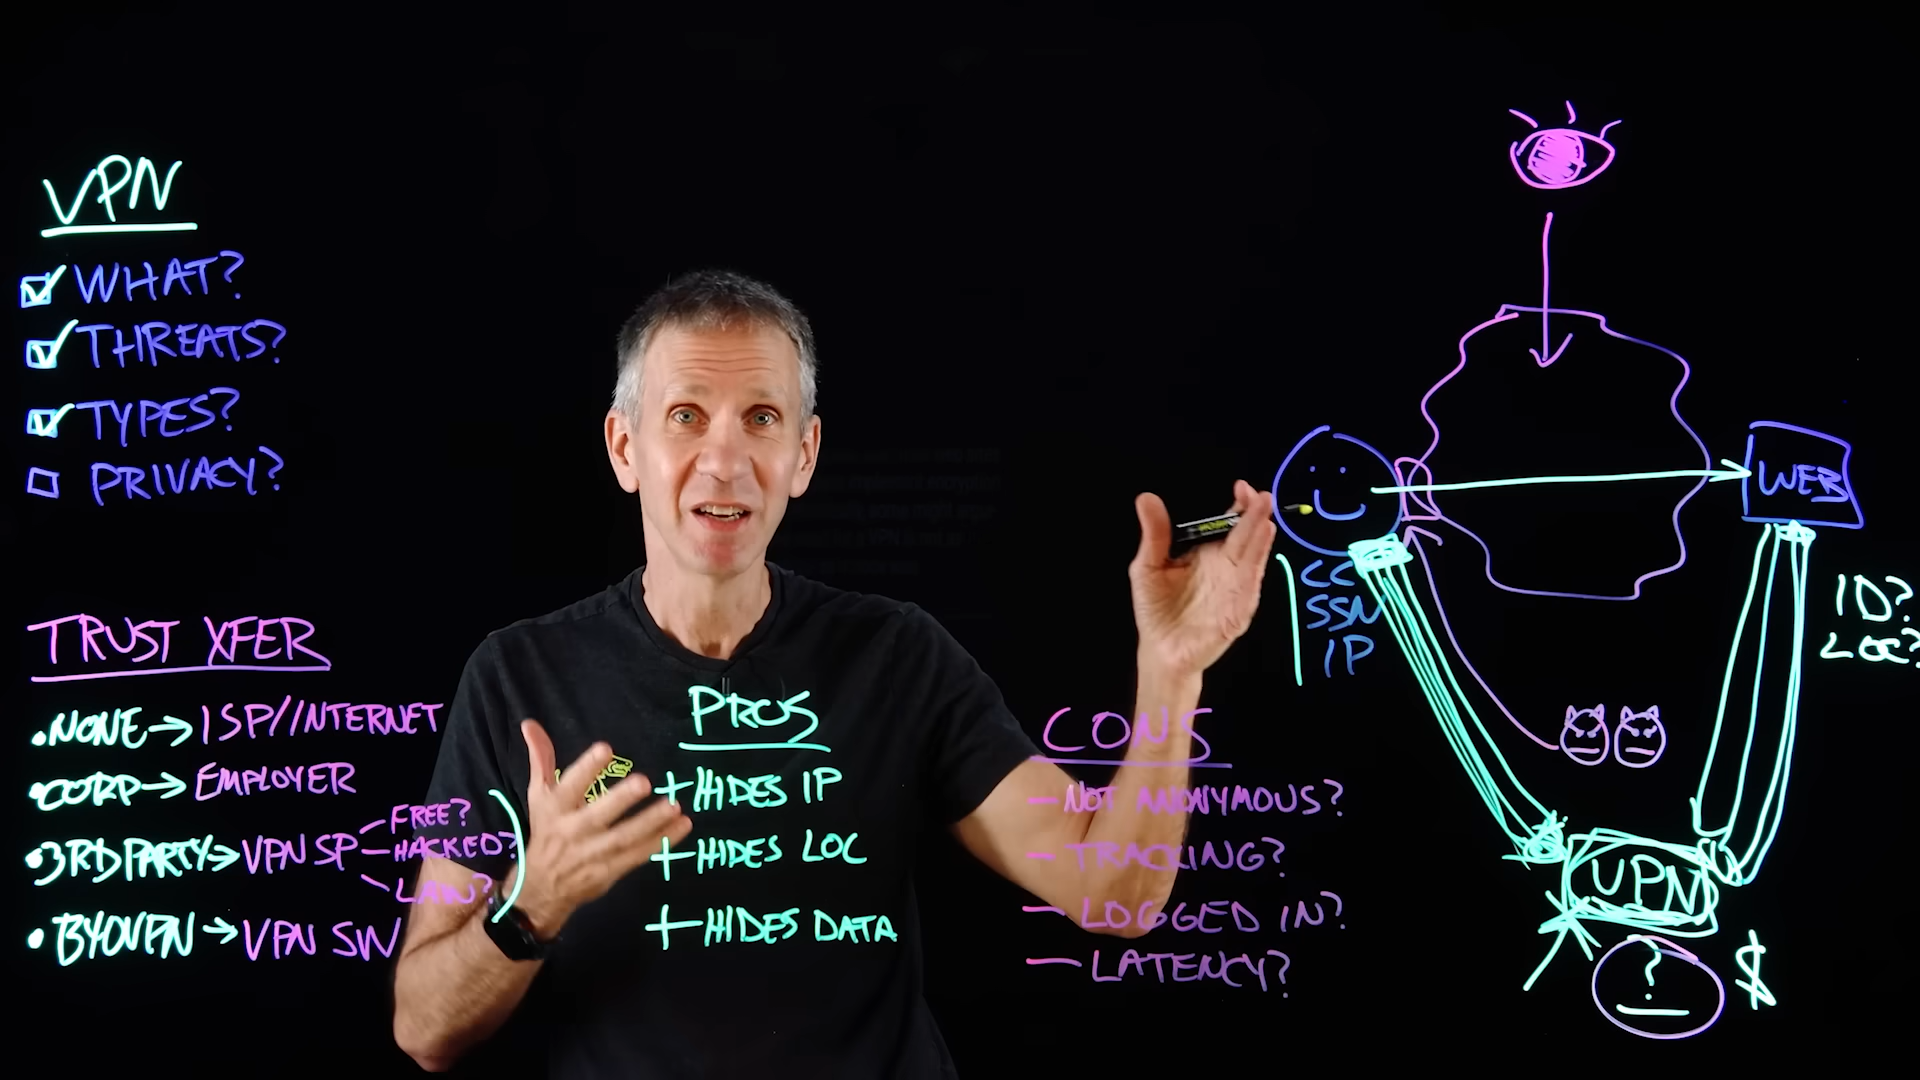 VPN
WHAT?
THREATS?
TYPES?
PRIVACY?
TRUST XFER
• NONE → ISP/INTERNET
• CORP → EMPLOYER
• 3RD PARTY → VPN SP – FREE?
– HACKED?
– LAW?
• BYOVPN → VPN SW
PROS
+ HIDES IP
+ HIDES LOC
+ HIDES DATA
CONS
– NOT ANONYMOUS?
– TRACKING?
– LOGGED IN?
– LATENCY?
CC
SSN
IP
WEB
ID?
LOC?
VPN
?
$